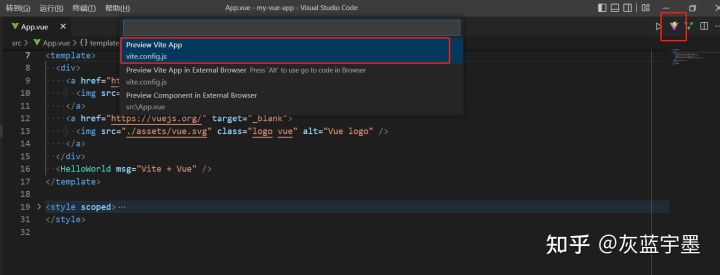 转到(G) 运行(R) 终端(T) 帮助(H) App.vue - my-vue-app - Visual Studio Code
App.vue
src > App.vue > template
Preview Vite App
vite.config.js
Preview Vite App in External Browser Press `Alt` to use go to code in Browser
vite.config.js
Preview Component in External Browser
src\App.vue
7 <template>
8 <div>
9 <a href="ht
10 <img src=
11 </a>
12 <a href="https://vuejs.org/" target="_blank">
13 <img src="./assets/vue.svg" class="logo vue" alt="Vue logo" />
14 </a>
15 </div>
16 <HelloWorld msg="Vite + Vue" />
17 </template>
18
19 <style scoped>…
31 </style>
32
知乎 @灰蓝宇墨